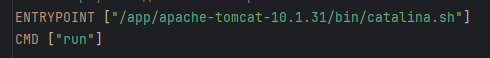 ENTRYPOINT ["/app/apache-tomcat-10.1.31/bin/catalina.sh"]
CMD ["run"]